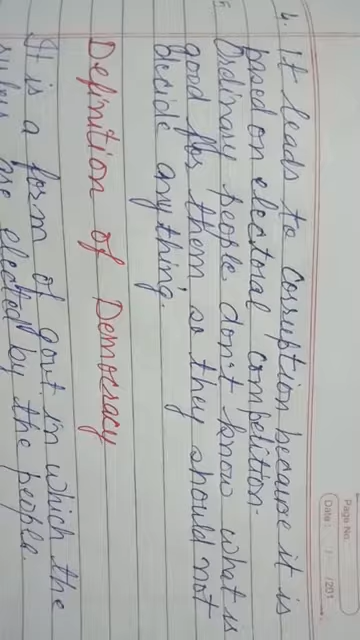 Page No.
Date: / /201
4. It leads to corruption because it is
based on electoral competition.
5. Ordinary people don't know what is
good for them so they should not
decide anything.
Definition of Democracy
It is a form of govt in which the
rulers are elected by the people.